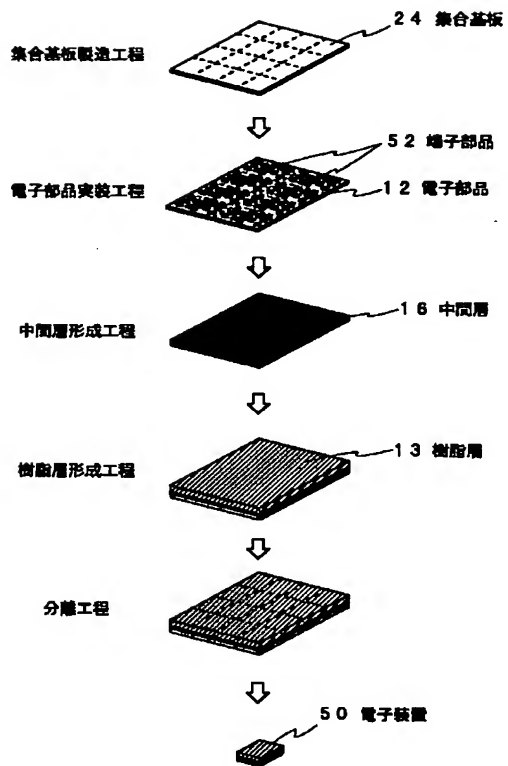 24 集合基板
集合基板製造工程
52 端子部品
電子部品実装工程
12 電子部品
16 中間層
中間層形成工程
13 樹脂層
樹脂層形成工程
分離工程
50 電子装置